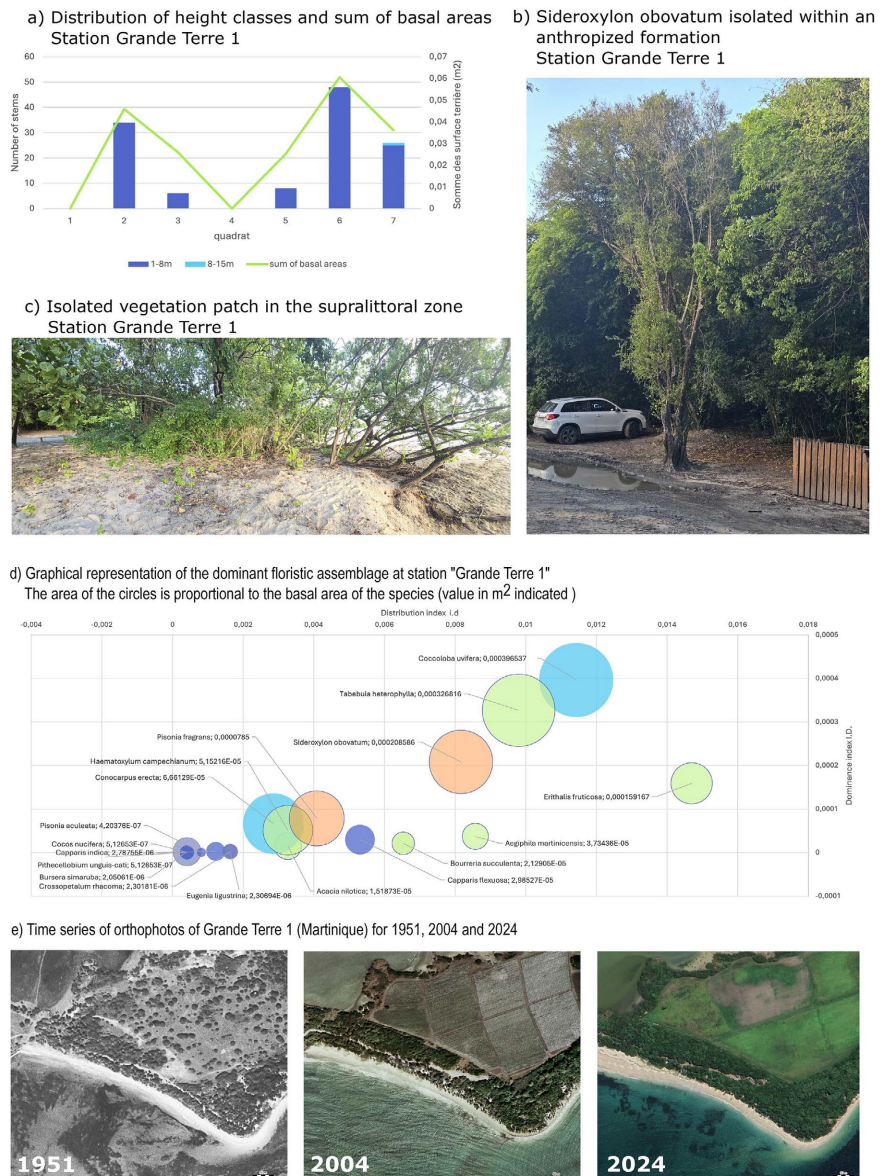 a) Distribution of height classes and sum of basal areas
Station Grande Terre 1
60
50
40
30
20
10
0
Number of stems
0,07
0,06
0,05
0,04
0,03
0,02
0,01
0
Somme des surface terrière (m2)
1 2 3 4 5 6 7
quadrat
1-8m 8-15m sum of basal areas
b) Sideroxylon obovatum isolated within an
anthropized formation
Station Grande Terre 1
c) Isolated vegetation patch in the supralittoral zone
Station Grande Terre 1
d) Graphical representation of the dominant floristic assemblage at station "Grande Terre 1"
The area of the circles is proportional to the basal area of the species (value in m2 indicated )
Distribution index i.d
-0,004 -0,002 0 0,002 0,004 0,006 0,008 0,01 0,012 0,014 0,016 0,018
0,0005
0,0004
0,0003
0,0002
0,0001
0
-0,0001
Dominance index I.D.
Coccoloba uvifera; 0,000396537
Tabebuia heterophylla; 0,000326816
Pisonia fragrans; 0,0000785
Sideroxylon obovatum; 0,000208586
Haematoxylum campechianum; 5,15216E-05
Conocarpus erecta; 6,66129E-05
Erithalis fruticosa; 0,000159167
Pisonia aculeata; 4,20376E-07
Cocos nucifera; 5,12653E-07
Capparis indica; 2,78755E-06
Pithecellobium unguis-cati; 5,12653E-07
Bursera simaruba; 2,05061E-06
Crossopetalum rhacoma; 2,30181E-06
Eugenia ligustrina; 2,30694E-06
Acacia nilotica; 1,51873E-05
Capparis flexuosa; 2,98527E-05
Bourreria succulenta; 2,12905E-05
Aegiphila martinicensis; 3,73436E-05
e) Time series of orthophotos of Grande Terre 1 (Martinique) for 1951, 2004 and 2024
1951
2004
2024